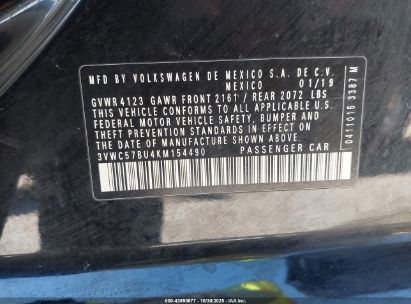 MFD BY VOLKSWAGEN DE MEXICO S.A. DE C.V.
MEXICO 01/19
GVWR 4123 GAWR FRONT 2161 / REAR 2072 LBS
THIS VEHICLE CONFORMS TO ALL APPLICABLE U.S.
FEDERAL MOTOR VEHICLE SAFETY, BUMPER AND
THEFT PREVENTION STANDARDS IN EFFECT ON THE
DATE OF MANUFACTURE SHOWN ABOVE
3VWC57BU4KM154490 PASSENGER CAR
0411016 3387 M